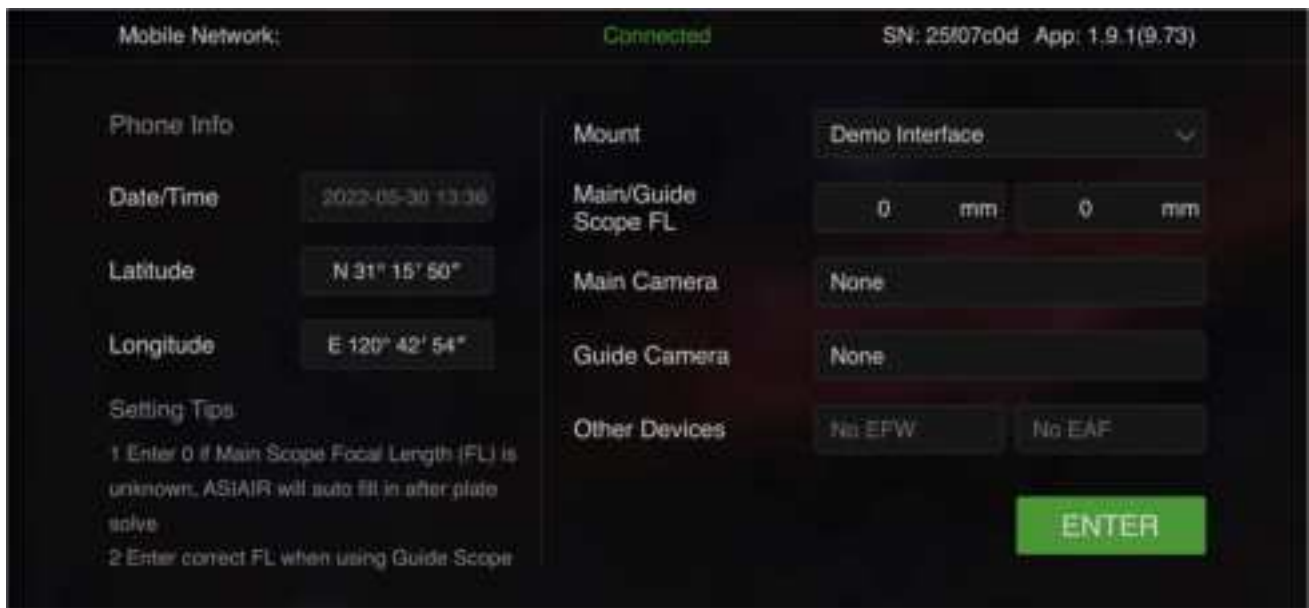 Mobile Network: Connected SN: 25f07c0d App: 1.9.1(9.73)
Phone Info
Date/Time 2022-05-30 13:36
Latitude N 31° 15' 50"
Longitude E 120° 42' 54"
Setting Tips
1 Enter 0 if Main Scope Focal Length (FL) is
unknown, ASIAIR will auto fill in after plate
solve
2 Enter correct FL when using Guide Scope
Mount Demo Interface
Main/Guide
Scope FL 0 mm 0 mm
Main Camera None
Guide Camera None
Other Devices No EFW No EAF
ENTER